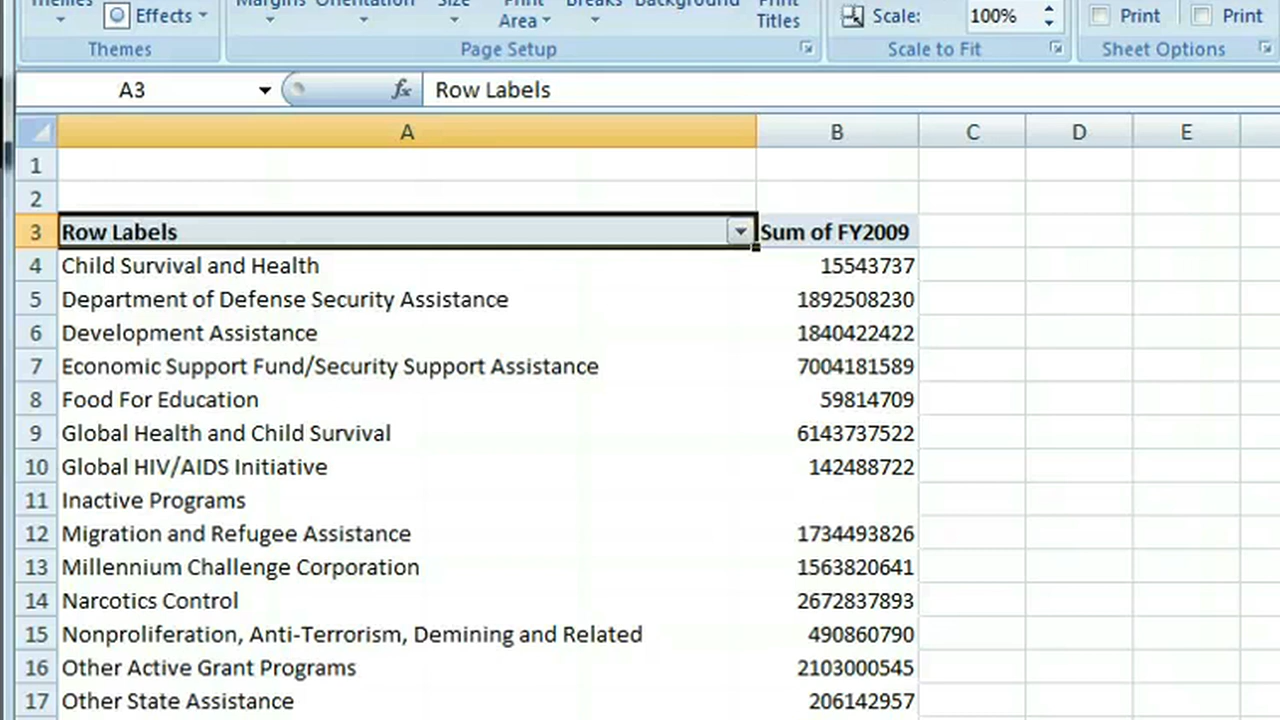 Themes Margins Orientation Size Print Breaks Background Print
Effects Area Titles Scale: 100% Print Print
Themes Page Setup Scale to Fit Sheet Options
A3 fx Row Labels
A B C D E
1
2
3 Row Labels Sum of FY2009
4 Child Survival and Health 15543737
5 Department of Defense Security Assistance 1892508230
6 Development Assistance 1840422422
7 Economic Support Fund/Security Support Assistance 7004181589
8 Food For Education 59814709
9 Global Health and Child Survival 6143737522
10 Global HIV/AIDS Initiative 142488722
11 Inactive Programs
12 Migration and Refugee Assistance 1734493826
13 Millennium Challenge Corporation 1563820641
14 Narcotics Control 2672837893
15 Nonproliferation, Anti-Terrorism, Demining and Related 490860790
16 Other Active Grant Programs 2103000545
17 Other State Assistance 206142957